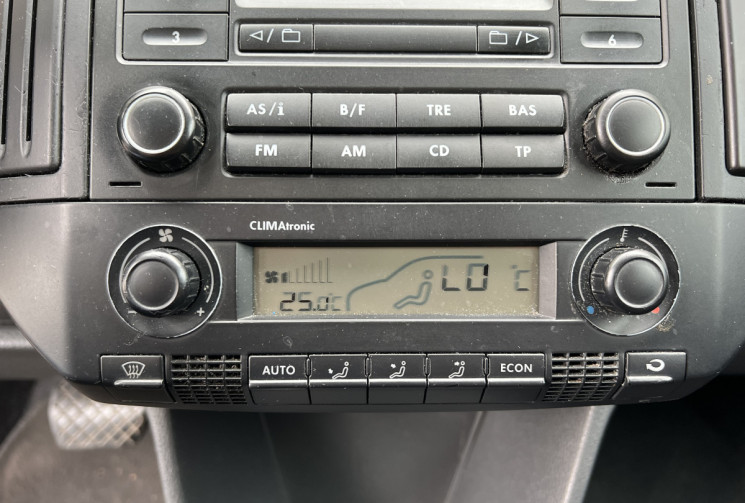 3 6
AS/i B/F TRE BAS
FM AM CD TP
CLIMAtronic
LO °C
25.0°C
- +
AUTO ECON